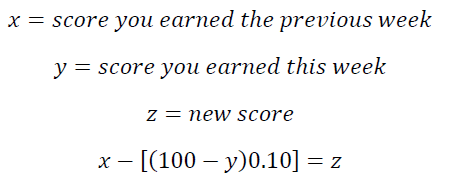 x = score you earned the previous week
y = score you earned this week
z = new score
x − [(100 − y)0.10] = z